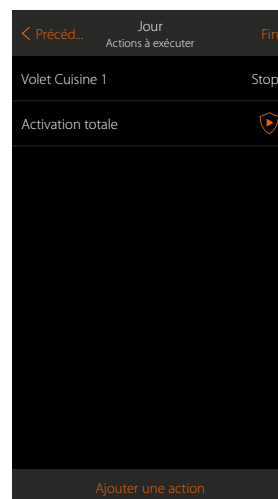 < Précéd...
Jour
Actions à exécuter
Fin
Volet Cuisine 1
Stop
Activation totale
Ajouter une action